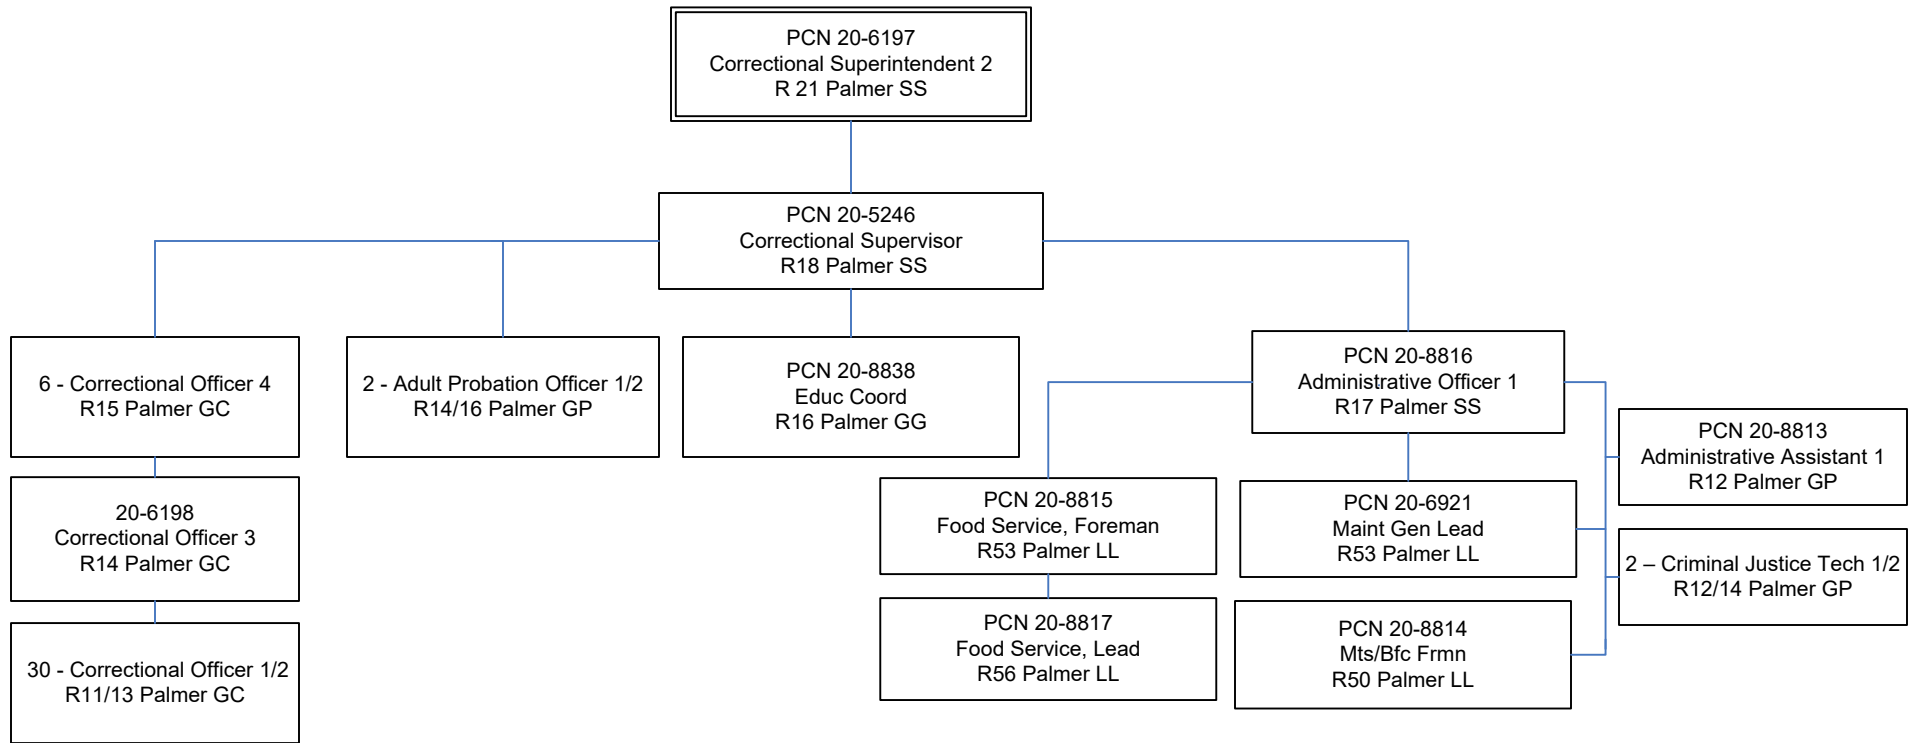 PCN 20-6197
Correctional Superintendent 2
R 21 Palmer SS
PCN 20-5246
Correctional Supervisor
R18 Palmer SS
6 - Correctional Officer 4
R15 Palmer GC
2 - Adult Probation Officer 1/2
R14/16 Palmer GP
PCN 20-8838
Educ Coord
R16 Palmer GG
PCN 20-8816
Administrative Officer 1
R17 Palmer SS
PCN 20-8813
Administrative Assistant 1
R12 Palmer GP
20-6198
Correctional Officer 3
R14 Palmer GC
PCN 20-8815
Food Service, Foreman
R53 Palmer LL
PCN 20-6921
Maint Gen Lead
R53 Palmer LL
2 – Criminal Justice Tech 1/2
R12/14 Palmer GP
30 - Correctional Officer 1/2
R11/13 Palmer GC
PCN 20-8817
Food Service, Lead
R56 Palmer LL
PCN 20-8814
Mts/Bfc Frmn
R50 Palmer LL